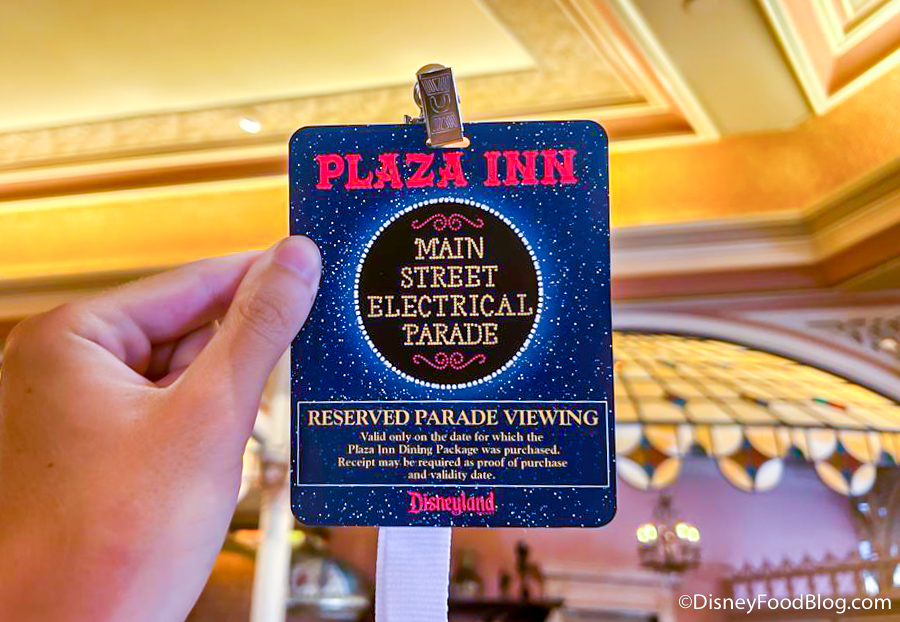 PLAZA INN
MAIN
STREET
ELECTRICAL
PARADE
RESERVED PARADE VIEWING
Valid only on the date for which the
Plaza Inn Dining Package was purchased.
Receipt may be required as proof of purchase
and validity date.
Disneyland
©DisneyFoodBlog.com